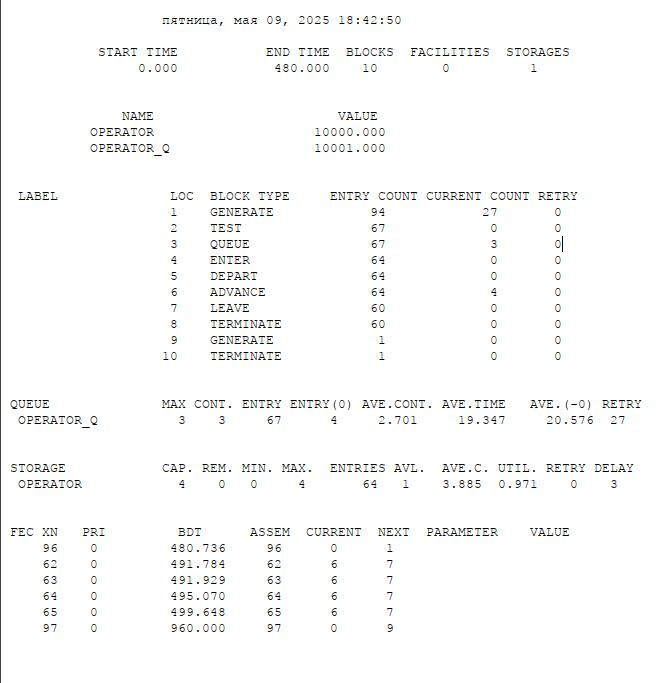 пятница, мая 09, 2025 18:42:50
START TIME END TIME BLOCKS FACILITIES STORAGES
0.000 480.000 10 0 1
NAME VALUE
OPERATOR 10000.000
OPERATOR_Q 10001.000
LABEL LOC BLOCK TYPE ENTRY COUNT CURRENT COUNT RETRY
1 GENERATE 94 27 0
2 TEST 67 0 0
3 QUEUE 67 3 0
4 ENTER 64 0 0
5 DEPART 64 0 0
6 ADVANCE 64 4 0
7 LEAVE 60 0 0
8 TERMINATE 60 0 0
9 GENERATE 1 0 0
10 TERMINATE 1 0 0
QUEUE MAX CONT. ENTRY ENTRY(0) AVE.CONT. AVE.TIME AVE.(-0) RETRY
OPERATOR_Q 3 3 67 4 2.701 19.347 20.576 27
STORAGE CAP. REM. MIN. MAX. ENTRIES AVL. AVE.C. UTIL. RETRY DELAY
OPERATOR 4 0 0 4 64 1 3.885 0.971 0 3
FEC XN PRI BDT ASSEM CURRENT NEXT PARAMETER VALUE
96 0 480.736 96 0 1
62 0 491.784 62 6 7
63 0 491.929 63 6 7
64 0 495.070 64 6 7
65 0 499.648 65 6 7
97 0 960.000 97 0 9